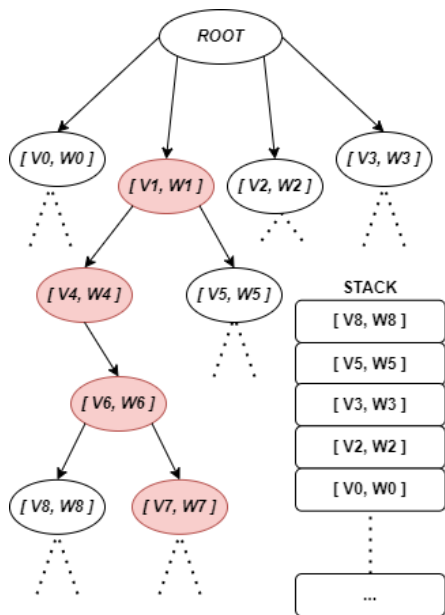 ROOT
[ V0, W0 ]
[ V1, W1 ]
[ V2, W2 ]
[ V3, W3 ]
[ V4, W4 ]
[ V5, W5 ]
[ V6, W6 ]
[ V8, W8 ]
[ V7, W7 ]
STACK
[ V8, W8 ]
[ V5, W5 ]
[ V3, W3 ]
[ V2, W2 ]
[ V0, W0 ]
...